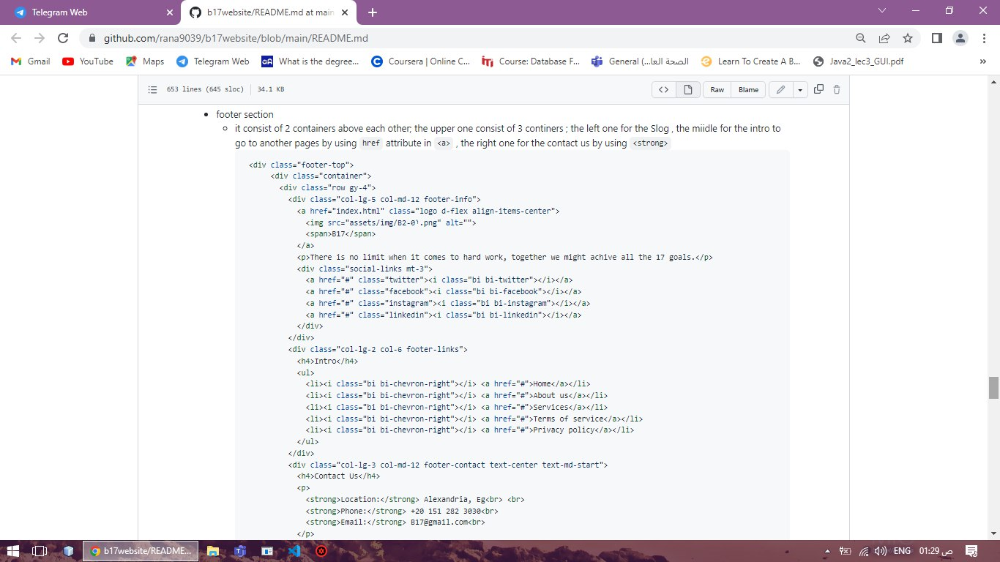 Telegram Web
b17website/README.md at main
github.com/rana9039/b17website/blob/main/README.md
Gmail YouTube Maps Telegram Web What is the degree... Coursera | Online C... Course: Database F... General (...الصحة العا Learn To Create A B... Java2_lec3_GUI.pdf »
653 lines (645 sloc) 34.1 KB Raw Blame
footer section
it consist of 2 containers above each other; the upper one consist of 3 continers ; the left one for the Slog , the miidle for the intro to
go to another pages by using href attribute in <a> , the right one for the contact us by using <strong>
<div class="footer-top">
<div class="container">
<div class="row gy-4">
<div class="col-lg-5 col-md-12 footer-info">
<a href="index.html" class="logo d-flex align-items-center">
<img src="assets/img/B2-0١.png" alt="">
<span>B17</span>
</a>
<p>There is no limit when it comes to hard work, together we might achive all the 17 goals.</p>
<div class="social-links mt-3">
<a href="#" class="twitter"><i class="bi bi-twitter"></i></a>
<a href="#" class="facebook"><i class="bi bi-facebook"></i></a>
<a href="#" class="instagram"><i class="bi bi-instagram"></i></a>
<a href="#" class="linkedin"><i class="bi bi-linkedin"></i></a>
</div>
</div>
<div class="col-lg-2 col-6 footer-links">
<h4>Intro</h4>
<ul>
<li><i class="bi bi-chevron-right"></i> <a href="#">Home</a></li>
<li><i class="bi bi-chevron-right"></i> <a href="#">About us</a></li>
<li><i class="bi bi-chevron-right"></i> <a href="#">Services</a></li>
<li><i class="bi bi-chevron-right"></i> <a href="#">Terms of service</a></li>
<li><i class="bi bi-chevron-right"></i> <a href="#">Privacy policy</a></li>
</ul>
</div>
<div class="col-lg-3 col-md-12 footer-contact text-center text-md-start">
<h4>Contact Us</h4>
<p>
<strong>Location:</strong> Alexandria, Eg<br> <br>
<strong>Phone:</strong> +20 151 282 3030<br>
<strong>Email:</strong> B17@gmail.com<br>
</p>
b17website/README... ENG 01:29 ص